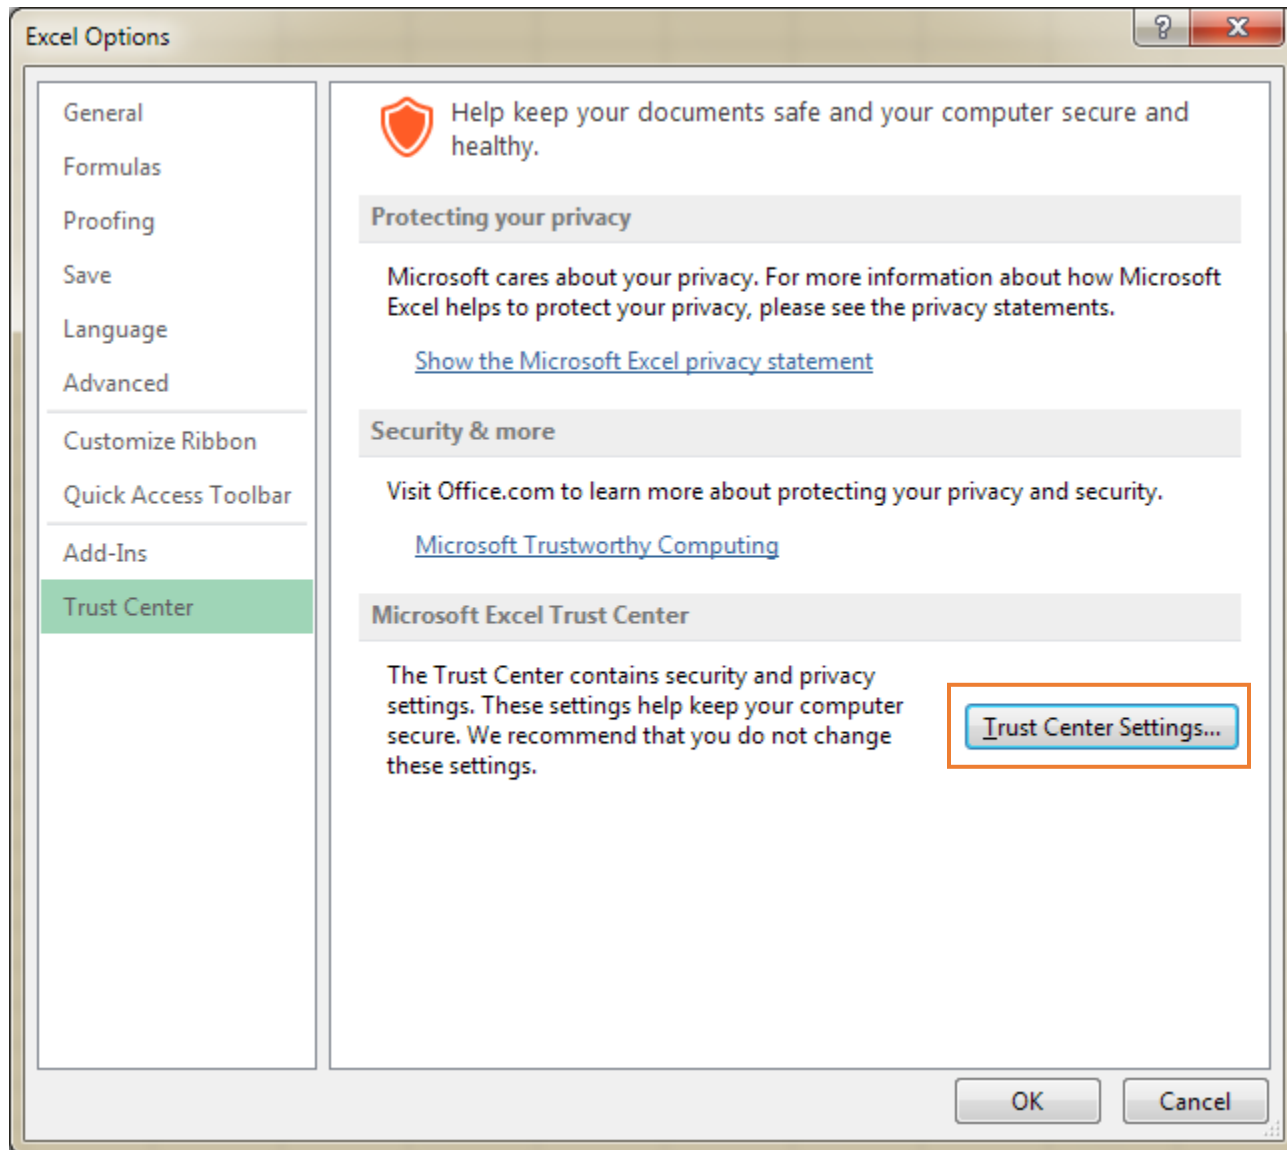 Excel Options
General
Formulas
Proofing
Save
Language
Advanced
Customize Ribbon
Quick Access Toolbar
Add-Ins
Trust Center
Help keep your documents safe and your computer secure and
healthy.
Protecting your privacy
Microsoft cares about your privacy. For more information about how Microsoft
Excel helps to protect your privacy, please see the privacy statements.
Show the Microsoft Excel privacy statement
Security & more
Visit Office.com to learn more about protecting your privacy and security.
Microsoft Trustworthy Computing
Microsoft Excel Trust Center
The Trust Center contains security and privacy
settings. These settings help keep your computer
secure. We recommend that you do not change
these settings.
Trust Center Settings...
OK
Cancel